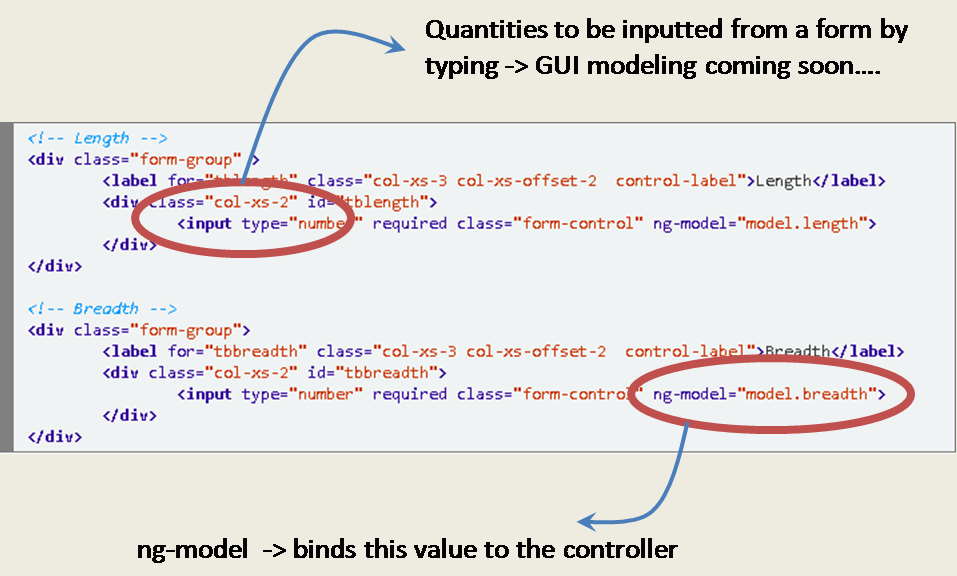 Quantities to be inputted from a form by
typing -> GUI modeling coming soon....
<!-- Length -->
<div class="form-group" >
<label for="tblength" class="col-xs-3 col-xs-offset-2  control-label">Length</label>
<div class="col-xs-2" id="tblength">
<input type="number" required class="form-control" ng-model="model.length">
</div>
</div>
<!-- Breadth -->
<div class="form-group">
<label for="tbbreadth" class="col-xs-3 col-xs-offset-2  control-label">Breadth</label>
<div class="col-xs-2" id="tbbreadth">
<input type="number" required class="form-control" ng-model="model.breadth">
</div>
</div>
ng-model  -> binds this value to the controller